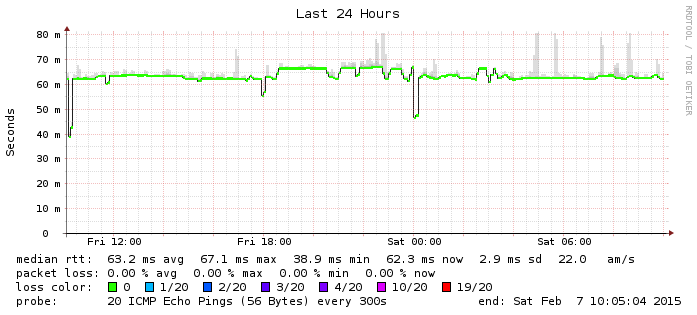 Last 24 Hours
RRDTOOL / TOBI OETIKER
Seconds
80 m
70 m
60 m
50 m
40 m
30 m
20 m
10 m
0
Fri 12:00 Fri 18:00 Sat 00:00 Sat 06:00
median rtt: 63.2 ms avg 67.1 ms max 38.9 ms min 62.3 ms now 2.9 ms sd 22.0 am/s
packet loss: 0.00 % avg 0.00 % max 0.00 % min 0.00 % now
loss color: 0 1/20 2/20 3/20 4/20 10/20 19/20
probe: 20 ICMP Echo Pings (56 Bytes) every 300s end: Sat Feb 7 10:05:04 2015